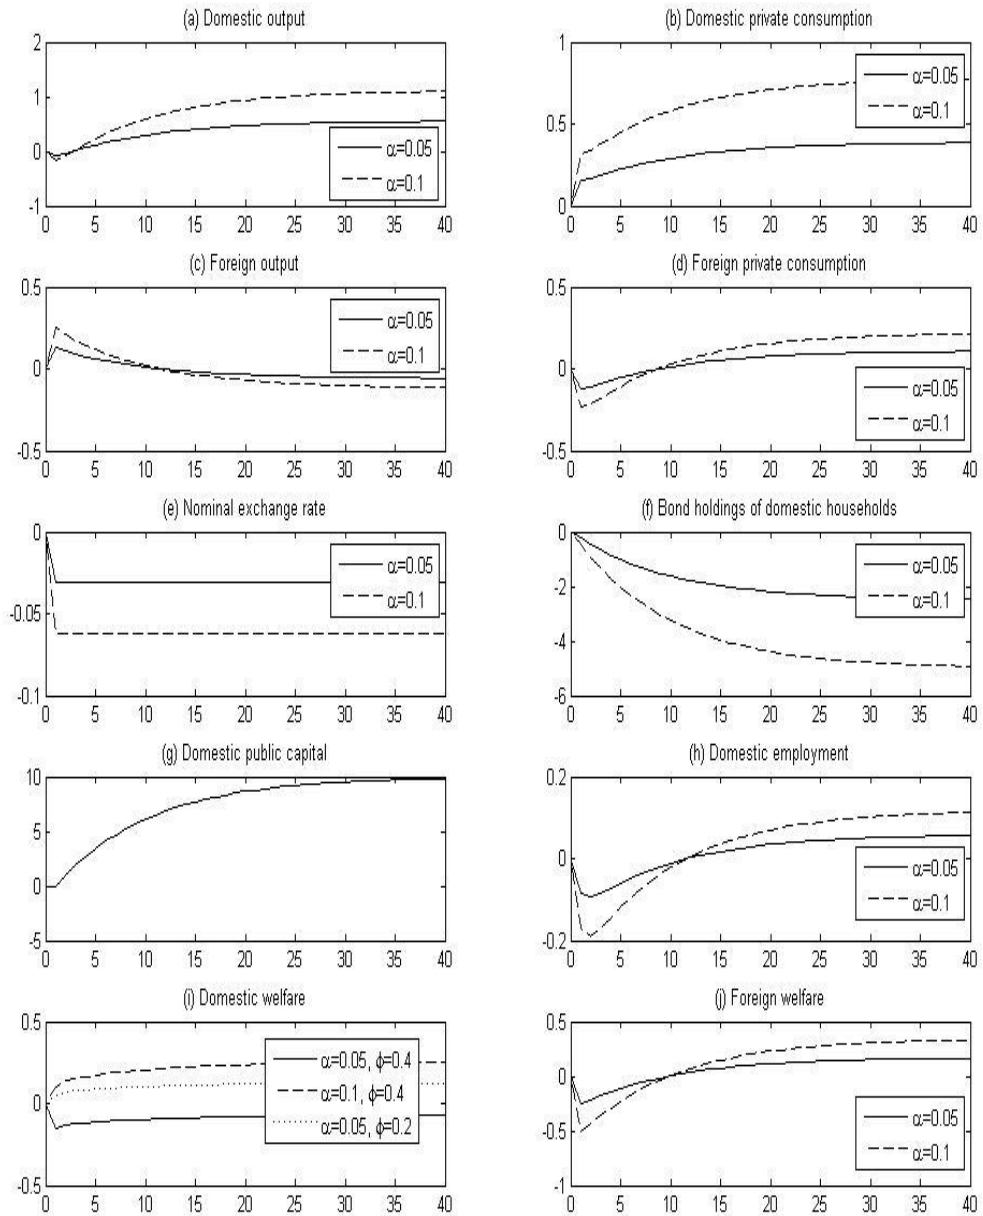 (a) Domestic output
2
1
0
-1
0 5 10 15 20 25 30 35 40
α=0.05
α=0.1
(b) Domestic private consumption
1
0.5
0
0 5 10 15 20 25 30 35 40
α=0.05
α=0.1
(c) Foreign output
0.5
0
-0.5
0 5 10 15 20 25 30 35 40
α=0.05
α=0.1
(d) Foreign private consumption
0.5
0
-0.5
0 5 10 15 20 25 30 35 40
α=0.05
α=0.1
(e) Nominal exchange rate
0
-0.05
-0.1
0 5 10 15 20 25 30 35 40
α=0.05
α=0.1
(f) Bond holdings of domestic households
0
-2
-4
-6
0 5 10 15 20 25 30 35 40
α=0.05
α=0.1
(g) Domestic public capital
10
5
0
-5
0 5 10 15 20 25 30 35 40
(h) Domestic employment
0.2
0
-0.2
0 5 10 15 20 25 30 35 40
α=0.05
α=0.1
(i) Domestic welfare
0.5
0
-0.5
0 5 10 15 20 25 30 35 40
α=0.05, ϕ=0.4
α=0.1, ϕ=0.4
α=0.05, ϕ=0.2
(j) Foreign welfare
0.5
0
-0.5
-1
0 5 10 15 20 25 30 35 40
α=0.05
α=0.1